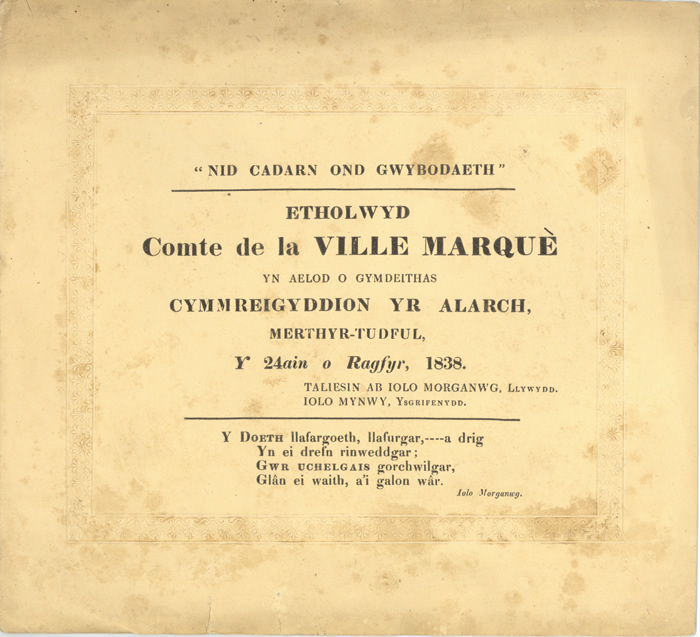 "NID CADARN OND GWYBODAETH"
ETHOLWYD
Comte de la VILLE MARQUÈ
YN AELOD O GYMDEITHAS
CYMMREIGYDDION YR ALARCH,
MERTHYR-TUDFUL,
Y 24ain o Ragfyr, 1838.
TALIESIN AB IOLO MORGANWG, LLYWYDD.
IOLO MYNWY, YSGRIFENYDD.
Y DOETH llafargoeth, llafurgar,----a drig
Yn ei drefn rinweddgar;
GWR UCHELGAIS gorchwilgar,
Glân ei waith, a'i galon wâr.
Iolo Morganwg.